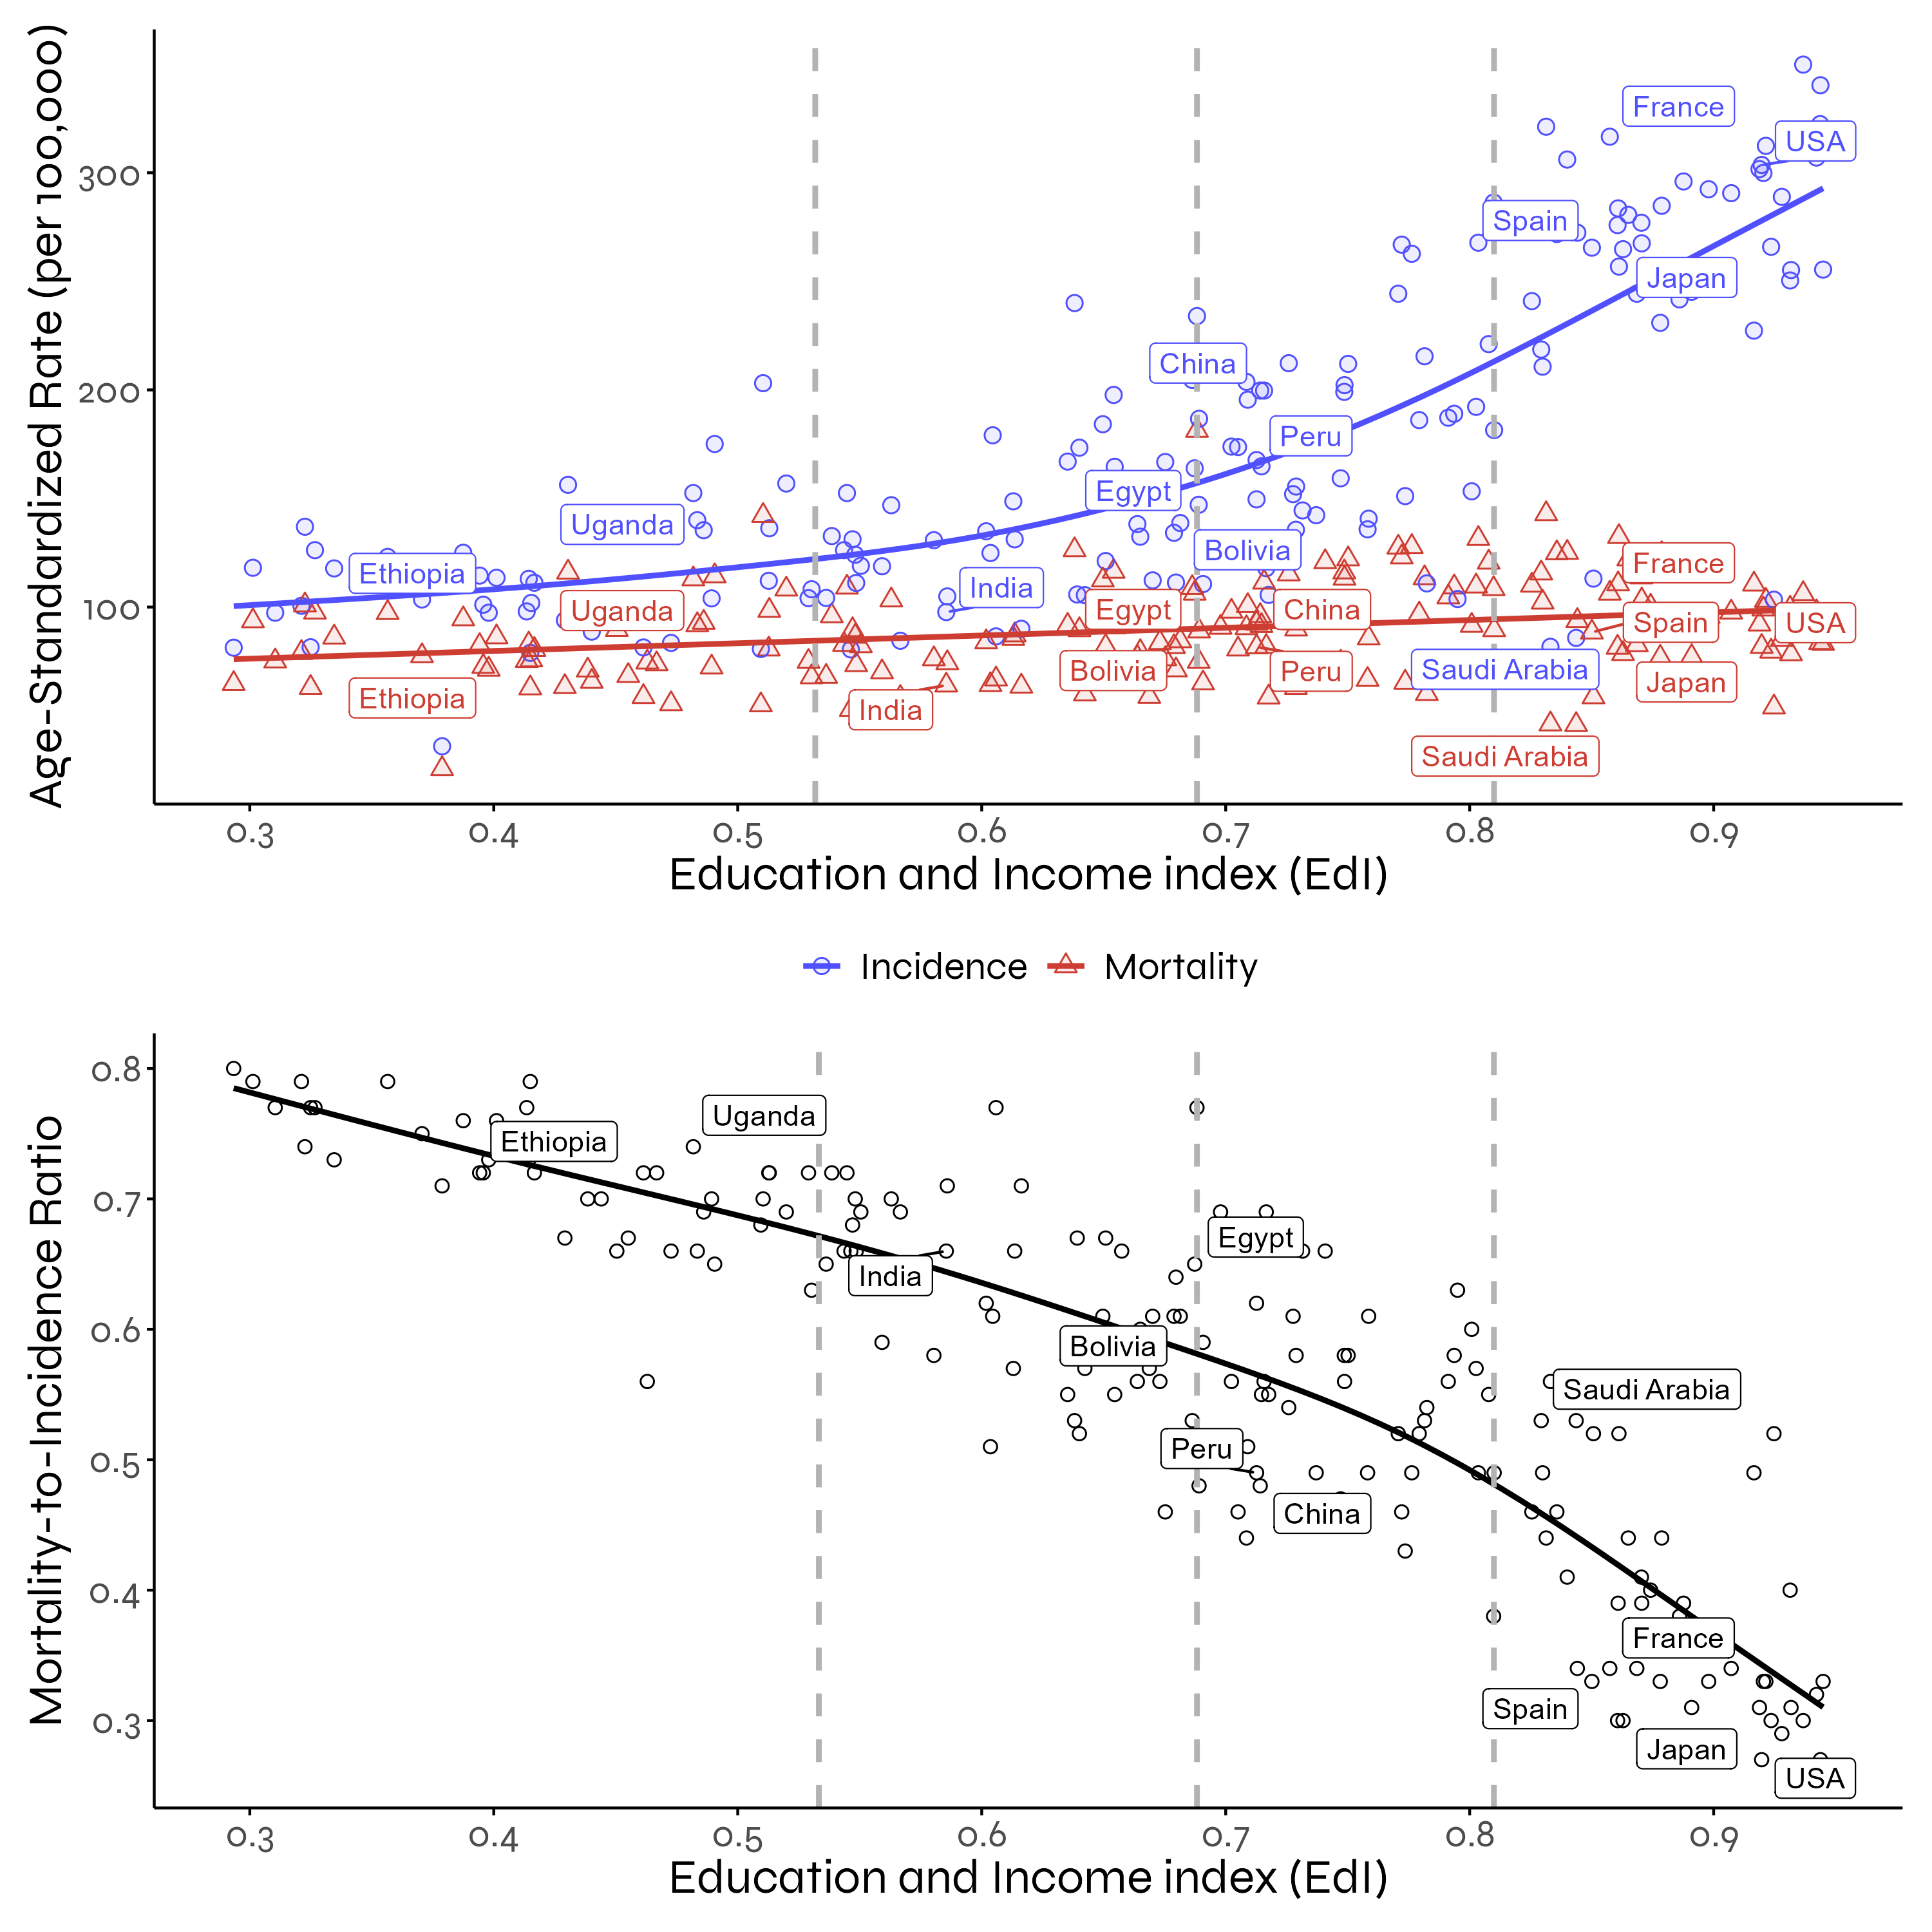 Age-Standardized Rate (per 100,000)
300
200
100
France
USA
Spain
Japan
China
Peru
Egypt
Uganda
Bolivia
Ethiopia
India
France
Uganda
Egypt
China
Spain
USA
Bolivia
Peru
Saudi Arabia
Ethiopia
Japan
India
Saudi Arabia
0.3 0.4 0.5 0.6 0.7 0.8 0.9
Education and Income index (EdI)
Incidence Mortality
Mortality-to-Incidence Ratio
0.8
0.7
0.6
0.5
0.4
0.3
Uganda
Ethiopia
Egypt
India
Bolivia
Saudi Arabia
Peru
China
France
Spain
Japan
USA
0.3 0.4 0.5 0.6 0.7 0.8 0.9
Education and Income index (EdI)